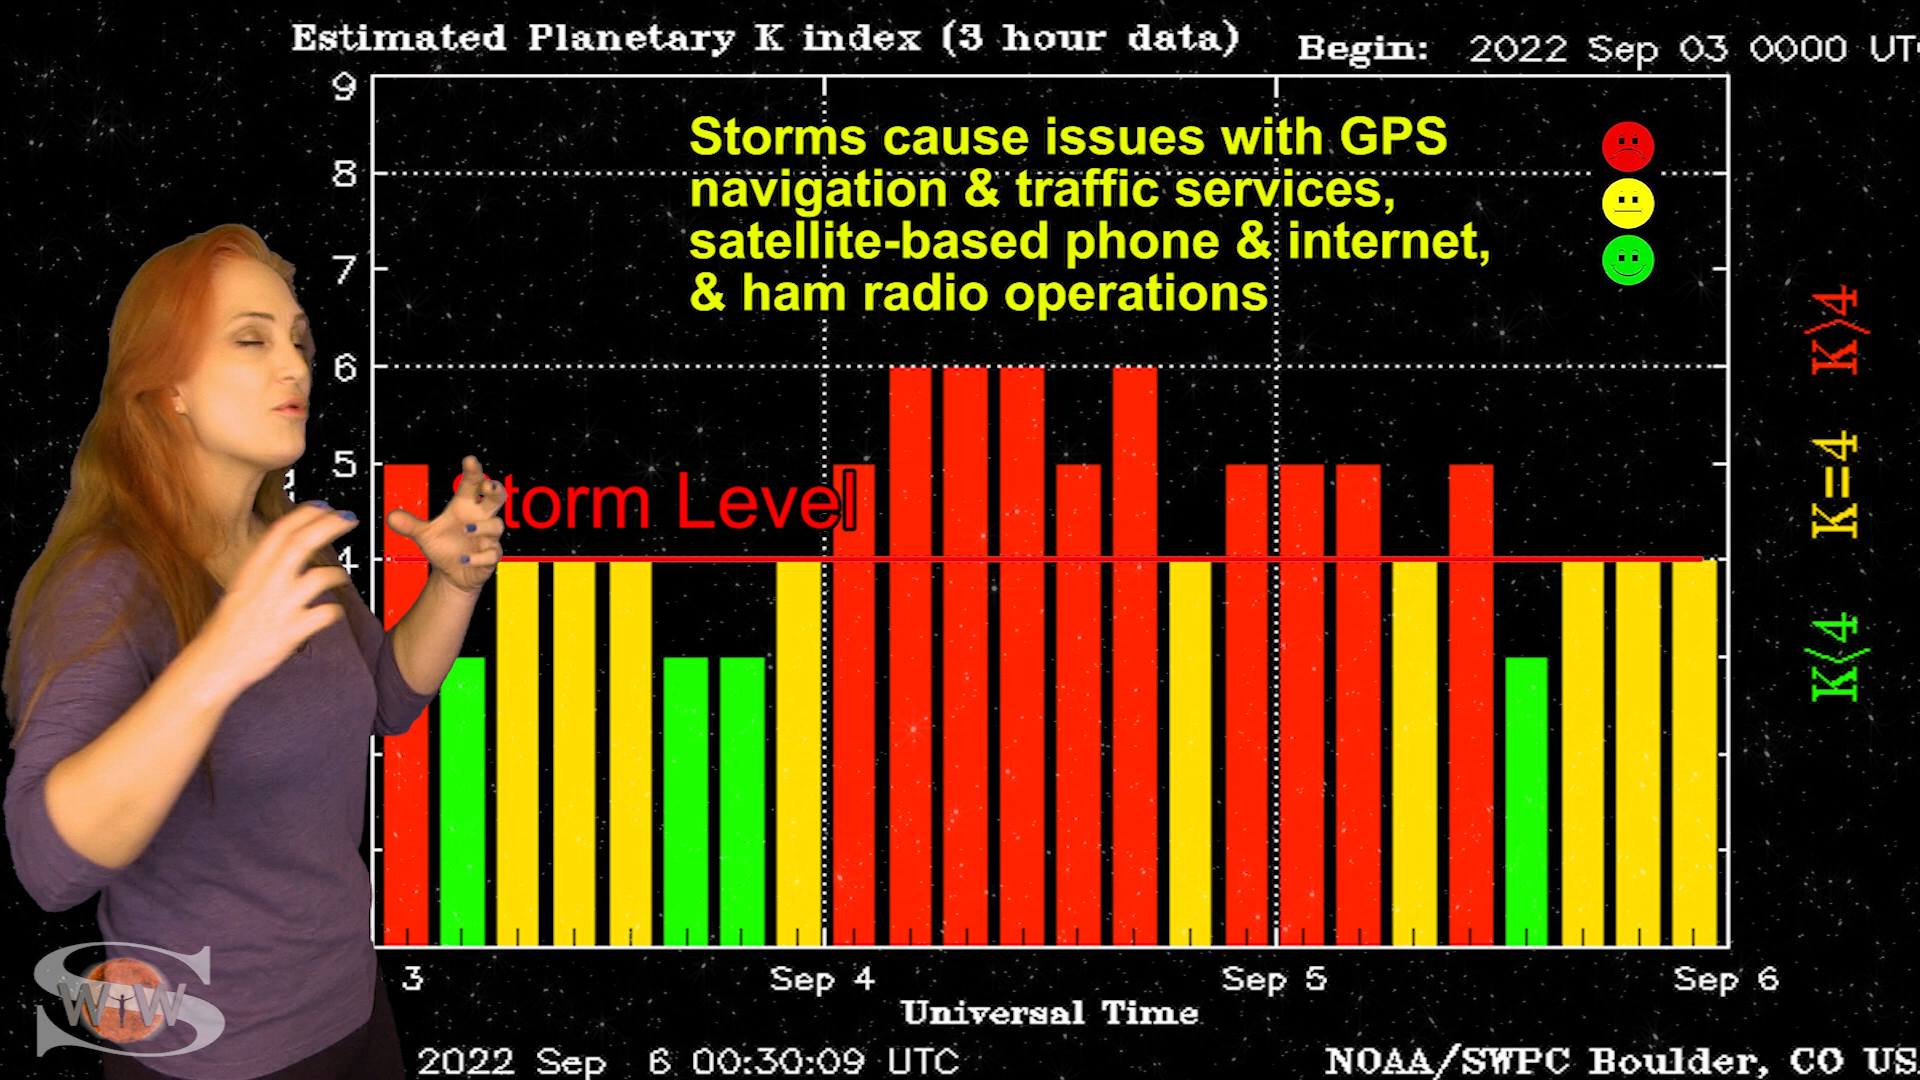 Estimated Planetary K index (3 hour data)
Begin: 2022 Sep 03 0000 UTC
9
8
7
6
5
4
Storms cause issues with GPS
navigation & traffic services,
satellite-based phone & internet,
& ham radio operations
Storm Level
K>4
K=4
K<4
3
Sep 4
Sep 5
Sep 6
Universal Time
2022 Sep 6 00:30:09 UTC
NOAA/SWPC Boulder, CO US
S
WW